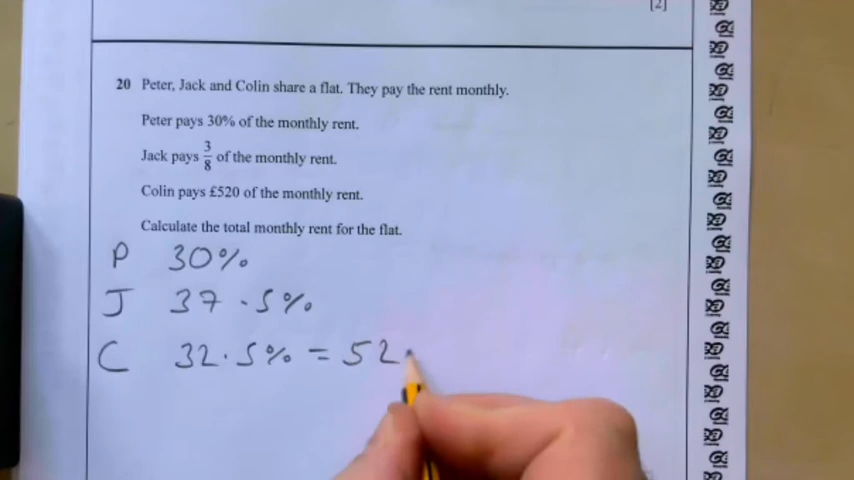 [2]
20 Peter, Jack and Colin share a flat. They pay the rent monthly.
Peter pays 30% of the monthly rent.
Jack pays 3/8 of the monthly rent.
Colin pays £520 of the monthly rent.
Calculate the total monthly rent for the flat.
P 30%
J 37.5%
C 32.5% = 52